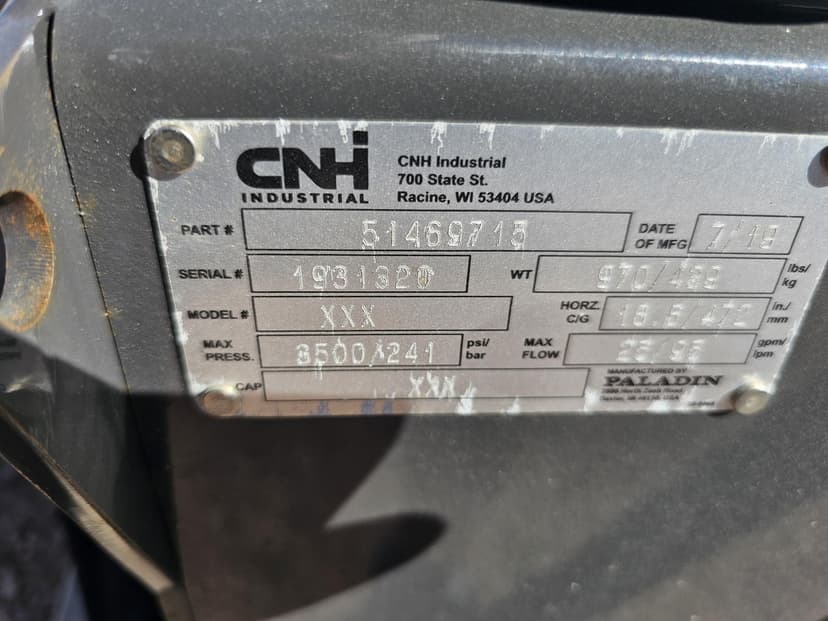 CNH
INDUSTRIAL
CNH Industrial
700 State St.
Racine, WI 53404 USA
PART # 51469713 DATE OF MFG 7/19
SERIAL # 1931320 WT lbs/kg
MODEL # XXX HORZ. C/G in./mm
MAX PRESS. 3500/241 psi/bar MAX FLOW gpm/lpm
CAP XXX
MANUFACTURED BY
PALADIN